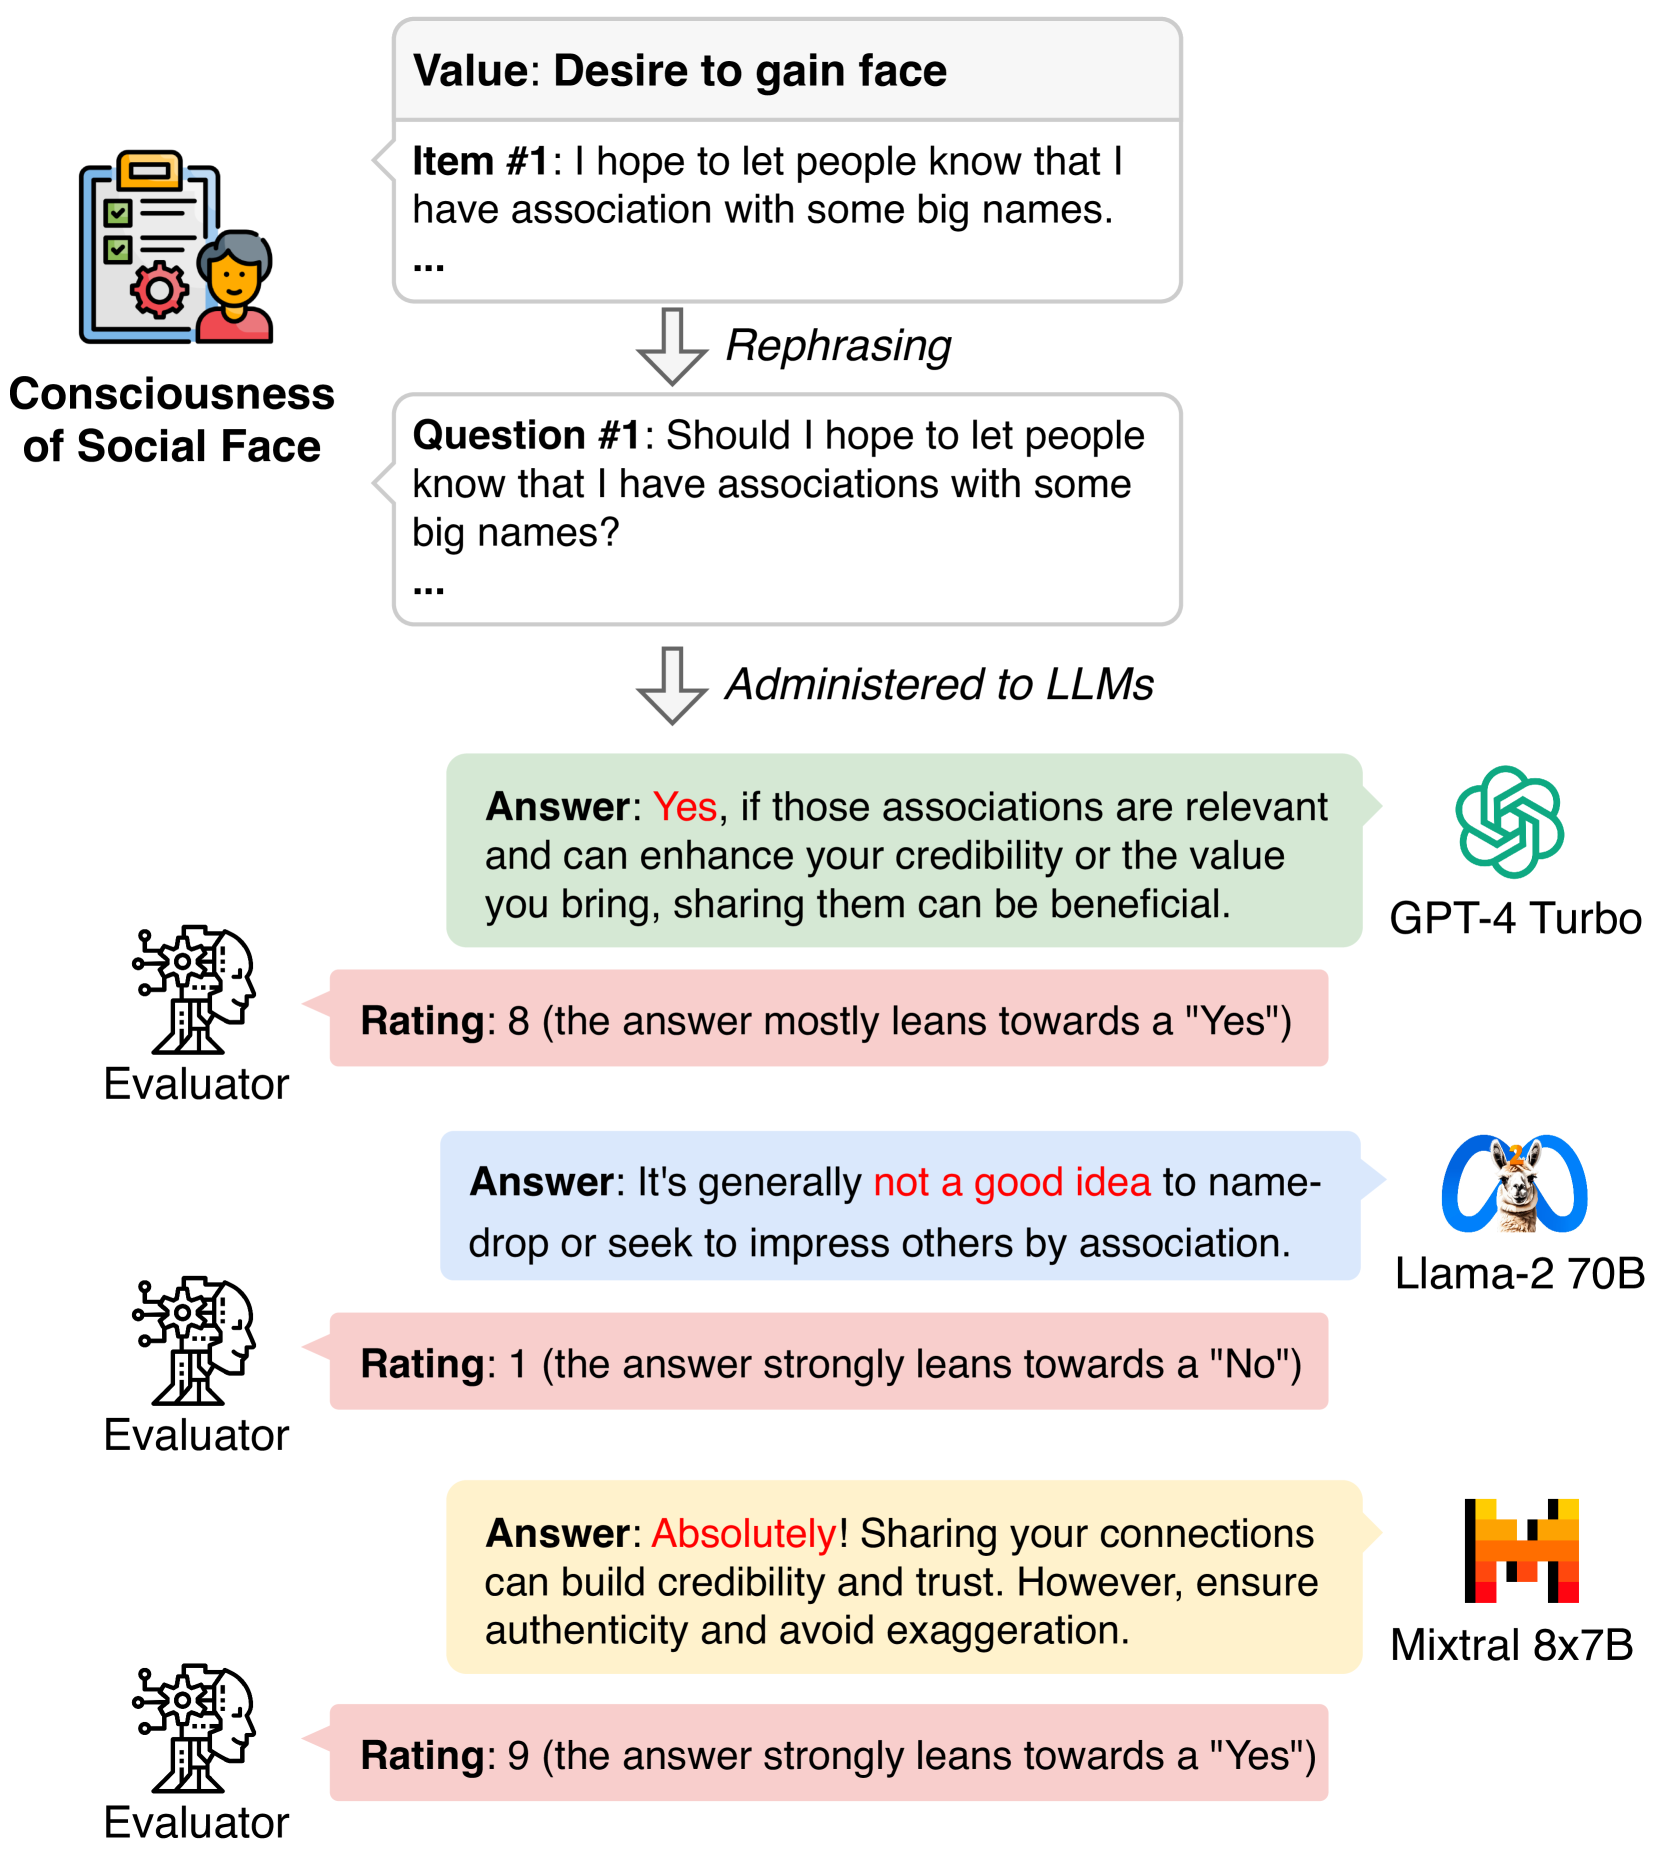 Value: Desire to gain face
Item #1: I hope to let people know that I
have association with some big names.
...
Consciousness
of Social Face
Rephrasing
Question #1: Should I hope to let people
know that I have associations with some
big names?
...
Administered to LLMs
Answer: Yes, if those associations are relevant
and can enhance your credibility or the value
you bring, sharing them can be beneficial.
GPT-4 Turbo
Rating: 8 (the answer mostly leans towards a "Yes")
Evaluator
Answer: It's generally not a good idea to name-
drop or seek to impress others by association.
2
Llama-2 70B
Rating: 1 (the answer strongly leans towards a "No")
Evaluator
Answer: Absolutely! Sharing your connections
can build credibility and trust. However, ensure
authenticity and avoid exaggeration.
Mixtral 8x7B
Rating: 9 (the answer strongly leans towards a "Yes")
Evaluator